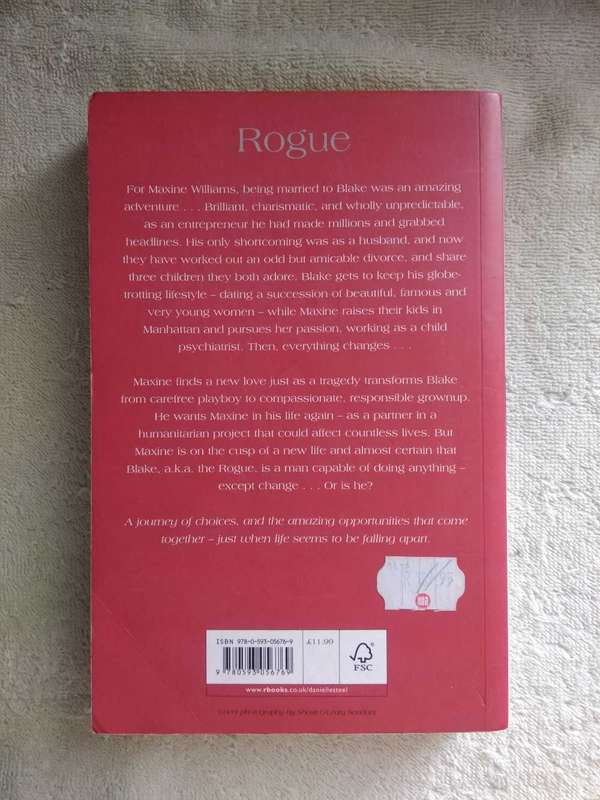 Rogue
For Maxine Williams, being married to Blake was an amazing
adventure . . . Brilliant, charismatic, and wholly unpredictable,
as an entrepreneur he had made millions and grabbed
headlines. His only shortcoming was as a husband, and now
they have worked out an odd but amicable divorce, and share
three children they both adore. Blake gets to keep his globe-
trotting lifestyle – dating a succession of beautiful, famous and
very young women – while Maxine raises their kids in
Manhattan and pursues her passion, working as a child
psychiatrist. Then, everything changes . . .
Maxine finds a new love just as a tragedy transforms Blake
from carefree playboy to compassionate, responsible grownup.
He wants Maxine in his life again – as a partner in a
humanitarian project that could affect countless lives. But
Maxine is on the cusp of a new life and almost certain that
Blake, a.k.a. the Rogue, is a man capable of doing anything –
except change . . . Or is he?
A journey of choices, and the amazing opportunities that come
together – just when life seems to be falling apart.
ISBN 978-0-593-05676-9
£11.99
9 780593 056769
FSC
www.rbooks.co.uk/daniellesteel
Cover photography by Shosie O'Leary